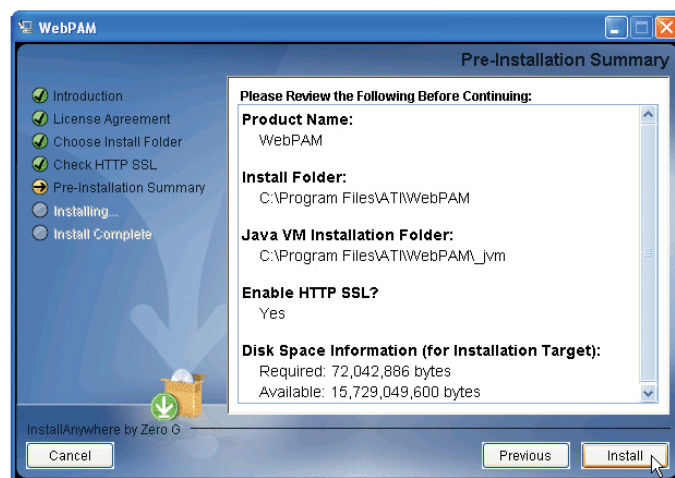 WebPAM
Pre-Installation Summary
Introduction
License Agreement
Choose Install Folder
Check HTTP SSL
Pre-Installation Summary
Installing...
Install Complete
Please Review the Following Before Continuing:
Product Name:
WebPAM
Install Folder:
C:\Program Files\ATI\WebPAM
Java VM Installation Folder:
C:\Program Files\ATI\WebPAM\_jvm
Enable HTTP SSL?
Yes
Disk Space Information (for Installation Target):
Required: 72,042,886 bytes
Available: 15,729,049,600 bytes
InstallAnywhere by Zero G
Cancel
Previous
Install